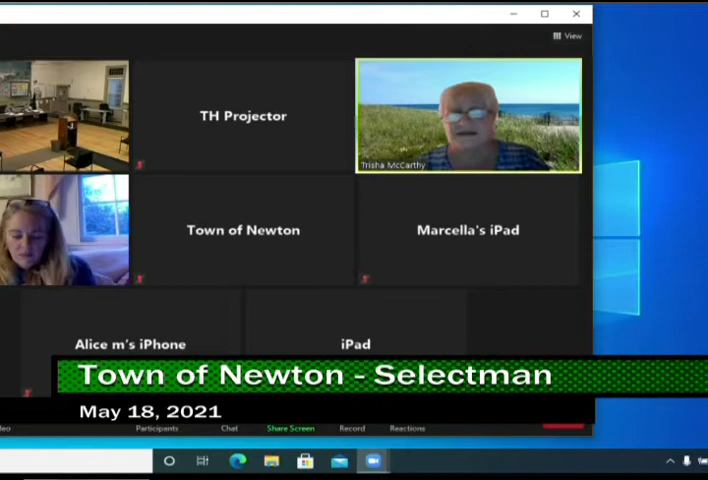 View
TH Projector
Trisha McCarthy
Town of Newton
Marcella's iPad
Alice m's iPhone
iPad
Town of Newton - Selectman
May 18, 2021
Participants
Chat
Share Screen
Record
Reactions